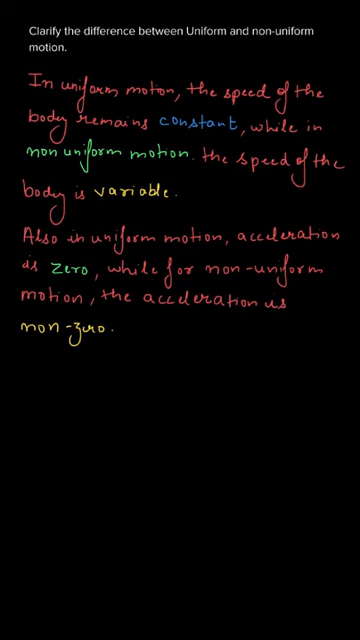 Clarify the difference between Uniform and non-uniform
motion.
In uniform motion, the speed of the
body remains constant, while in
non uniform motion. the speed of the
body is variable.
Also in uniform motion, acceleration
is zero, while for non-uniform
motion, the accleration is
non-zero.